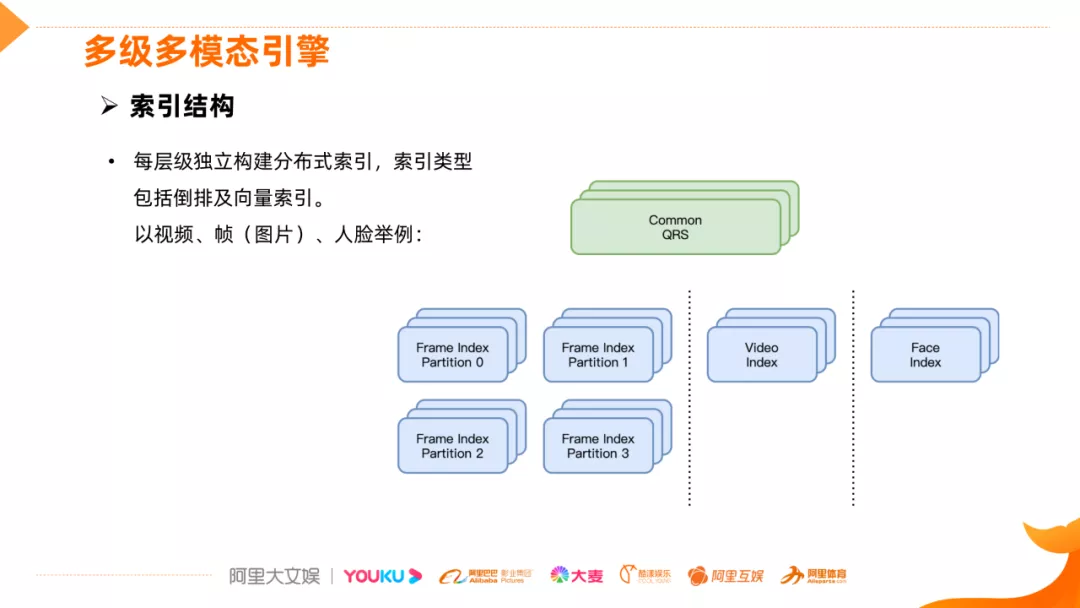 多级多模态引擎
➢ 索引结构
• 每层级独立构建分布式索引，索引类型
包括倒排及向量索引。
以视频、帧（图片）、人脸举例：
Common
QRS
Frame Index
Partition 0
Frame Index
Partition 1
Video
Index
Face
Index
Frame Index
Partition 2
Frame Index
Partition 3
阿里大文娱
YOUKU
阿里巴巴 影业集团
Alibaba Pictures
大麦
酷漾娱乐
阿里互娱
阿里体育
Alisports.com